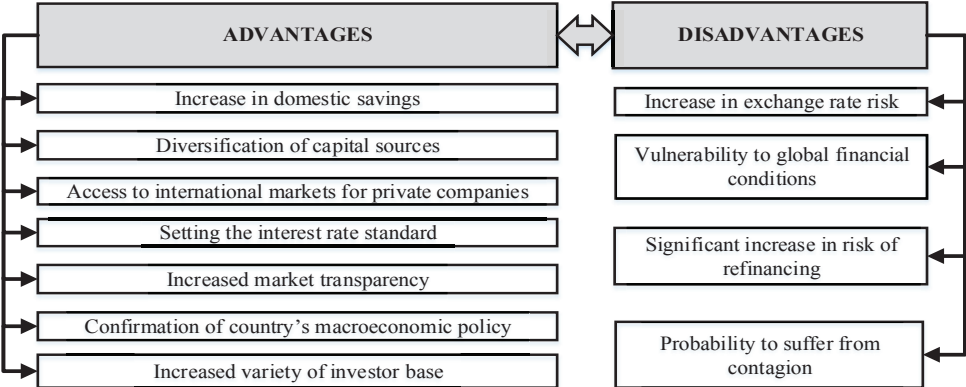 ADVANTAGES
Increase in domestic savings
Diversification of capital sources
Access to international markets for private companies
Setting the interest rate standard
Increased market transparency
Confirmation of country’s macroeconomic policy
Increased variety of investor base
DISADVANTAGES
Increase in exchange rate risk
Vulnerability to global financial
conditions
Significant increase in risk of
refinancing
Probability to suffer from
contagion